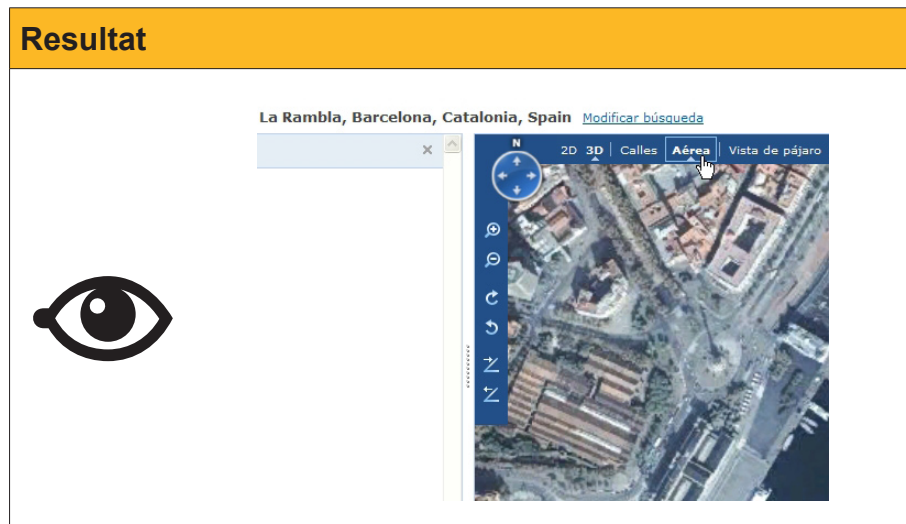 Resultat
La Rambla, Barcelona, Catalonia, Spain Modificar búsqueda
N 2D 3D Calles Aérea Vista de pájaro